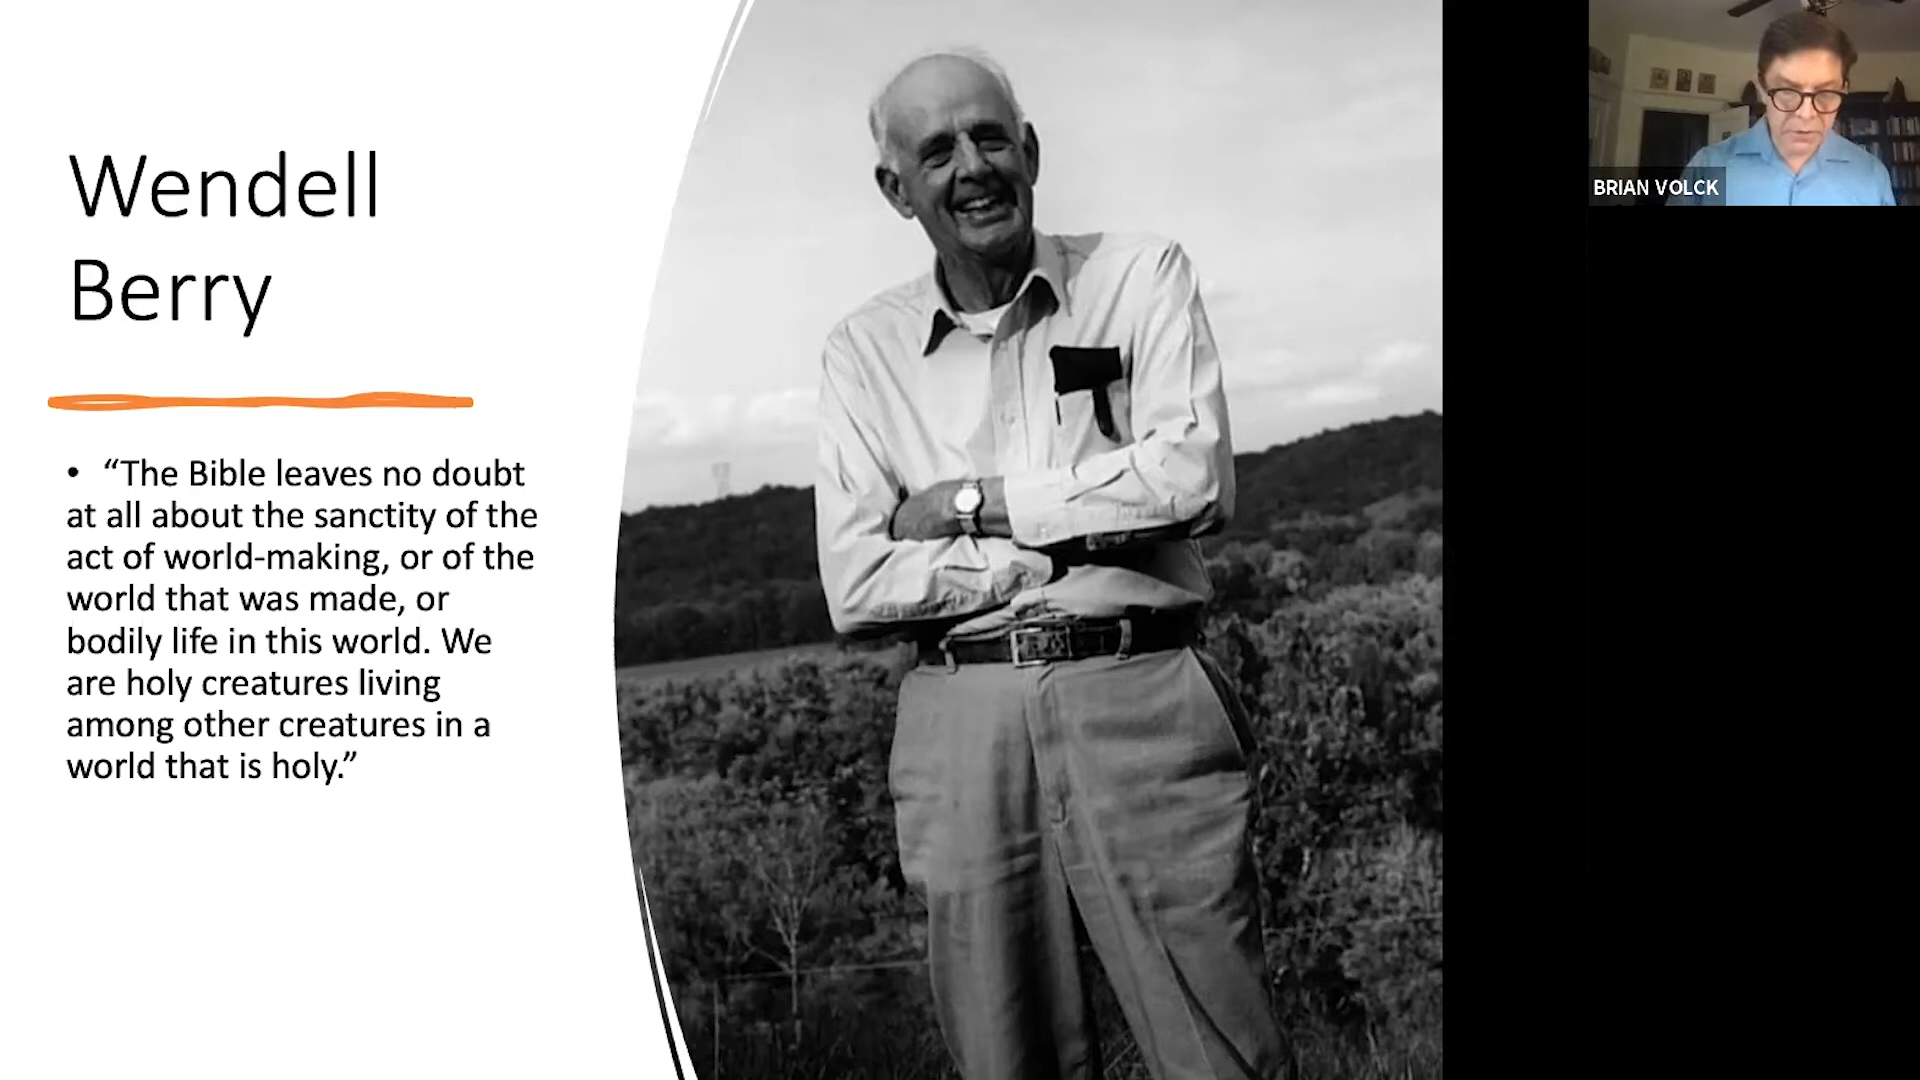 Wendell
Berry
• “The Bible leaves no doubt
at all about the sanctity of the
act of world-making, or of the
world that was made, or
bodily life in this world. We
are holy creatures living
among other creatures in a
world that is holy.”
BRIAN VOLCK